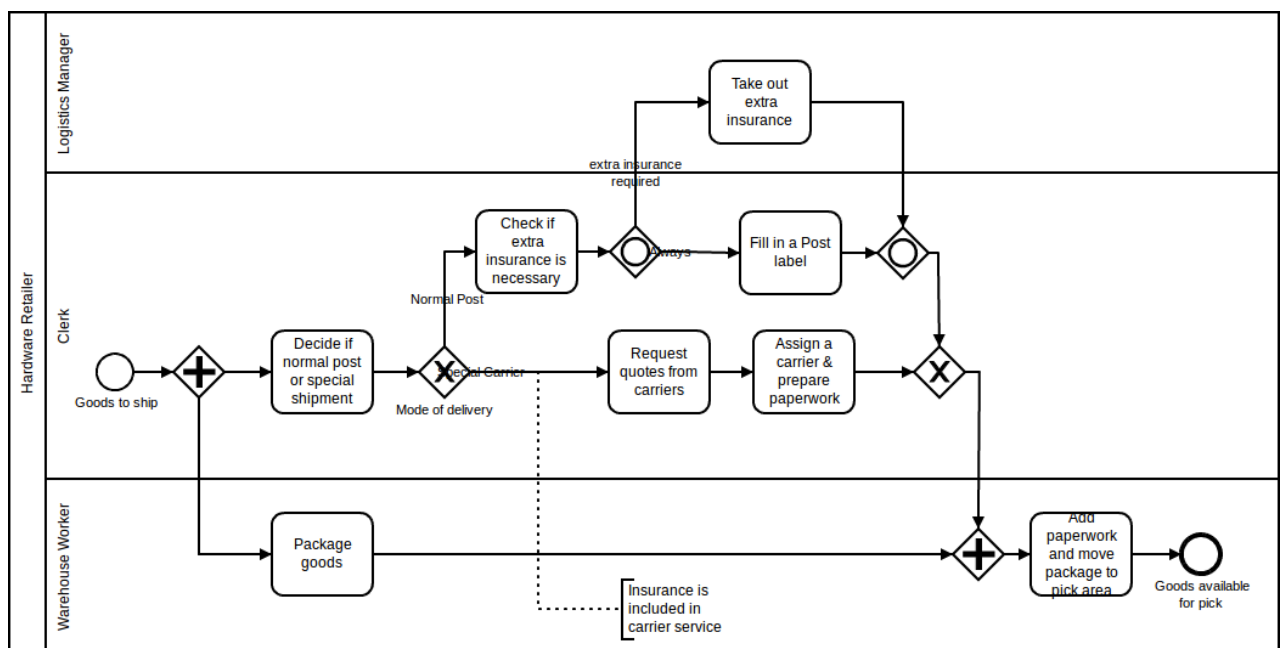 Hardware Retailer
Logistics Manager
Take out
extra
insurance
extra insurance
required
Clerk
Check if
extra
insurance is
necessary
Always
Fill in a Post
label
Normal Post
Goods to ship
Decide if
normal post
or special
shipment
Special Carrier
Mode of delivery
Request
quotes from
carriers
Assign a
carrier &
prepare
paperwork
Warehouse Worker
Package
goods
Add
paperwork
and move
package to
pick area
Goods available
for pick
Insurance is
included in
carrier service